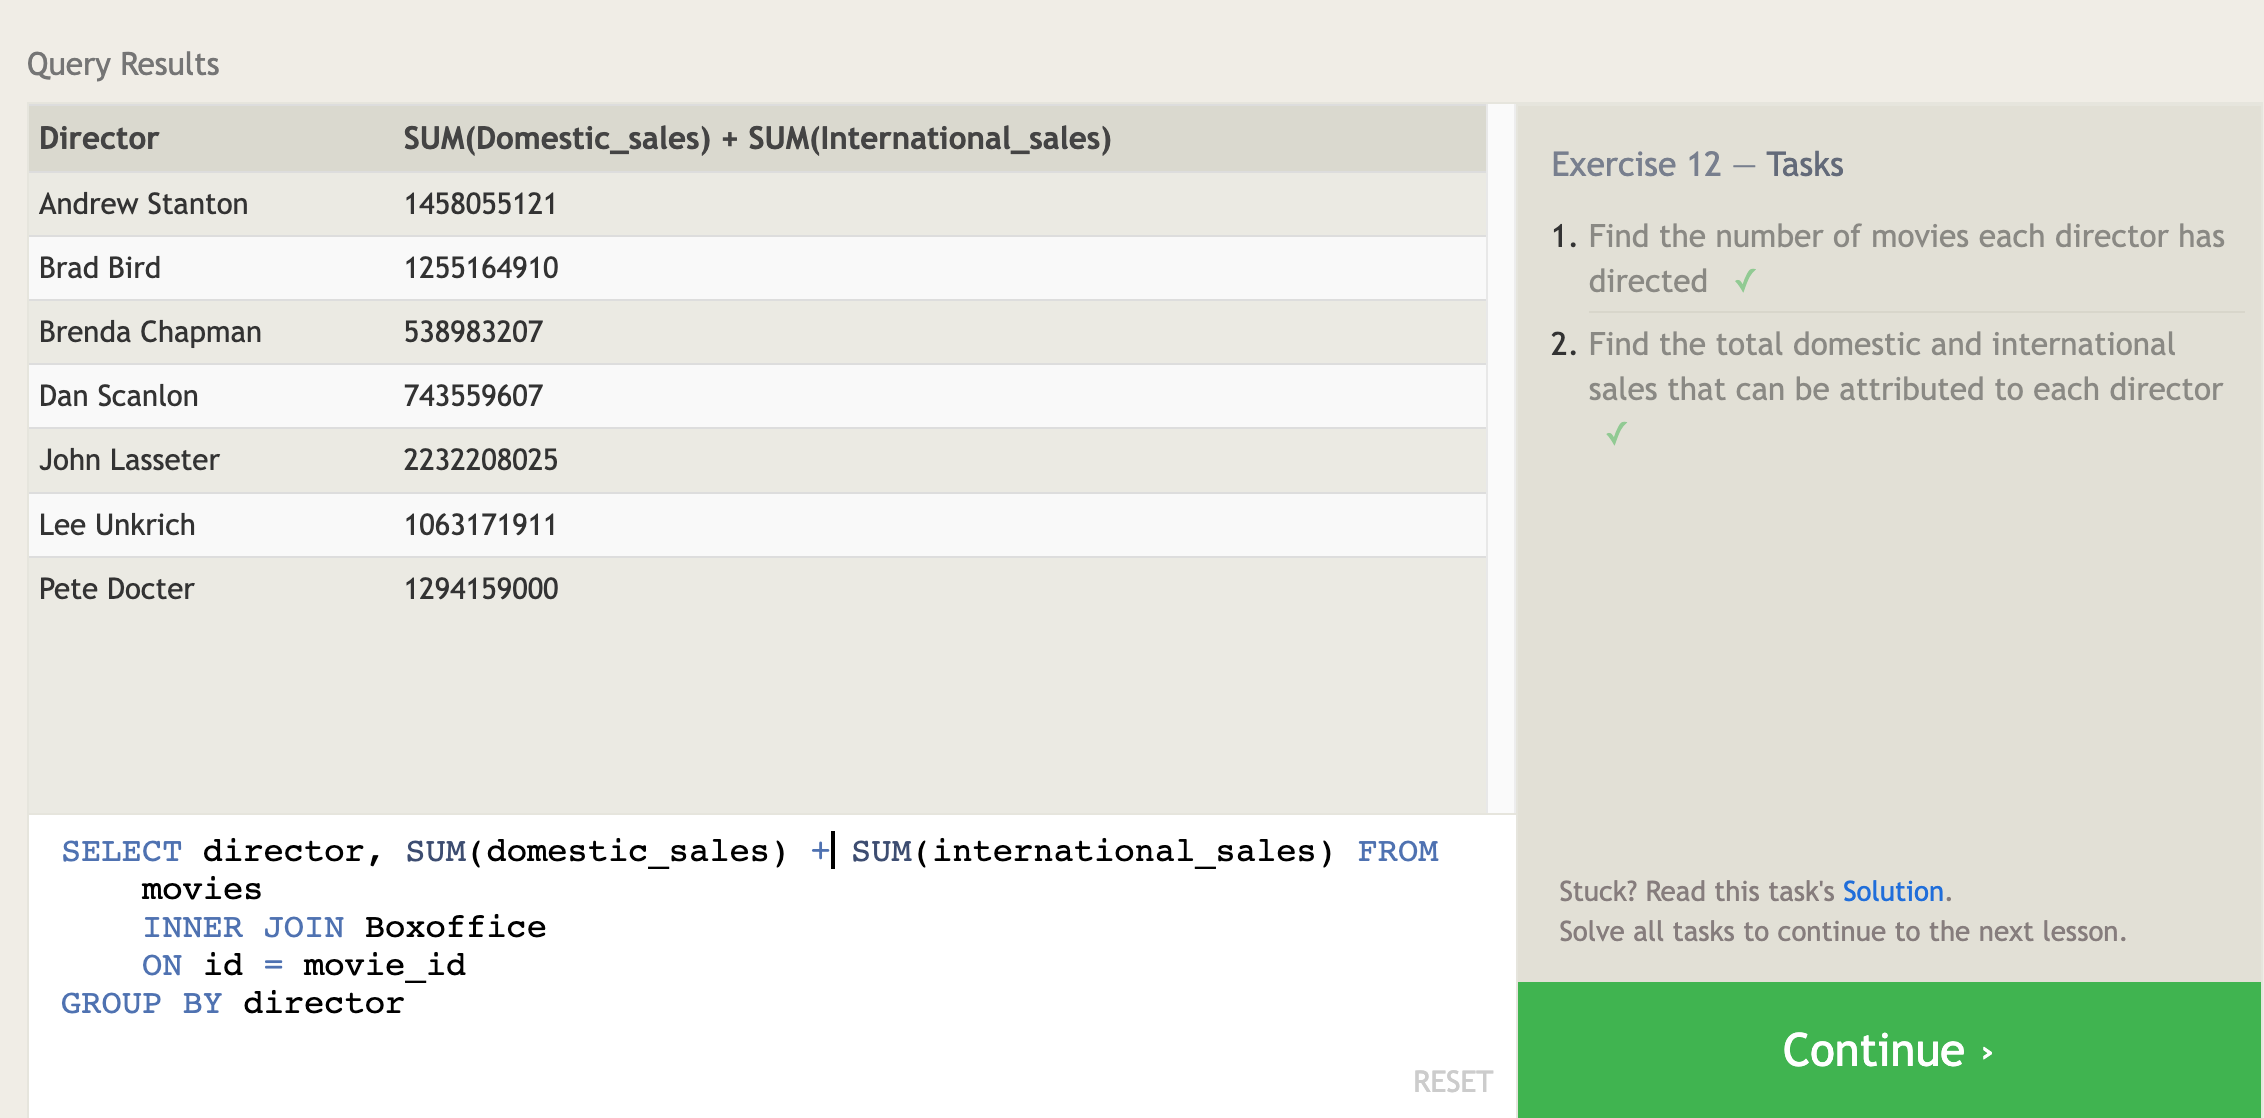 Query Results
Director SUM(Domestic_sales) + SUM(International_sales)
Andrew Stanton 1458055121
Brad Bird 1255164910
Brenda Chapman 538983207
Dan Scanlon 743559607
John Lasseter 2232208025
Lee Unkrich 1063171911
Pete Docter 1294159000
SELECT director, SUM(domestic_sales) + SUM(international_sales) FROM
movies
INNER JOIN Boxoffice
ON id = movie_id
GROUP BY director
RESET
Exercise 12 — Tasks
1. Find the number of movies each director has
directed ✓
2. Find the total domestic and international
sales that can be attributed to each director
✓
Stuck? Read this task's Solution.
Solve all tasks to continue to the next lesson.
Continue ›